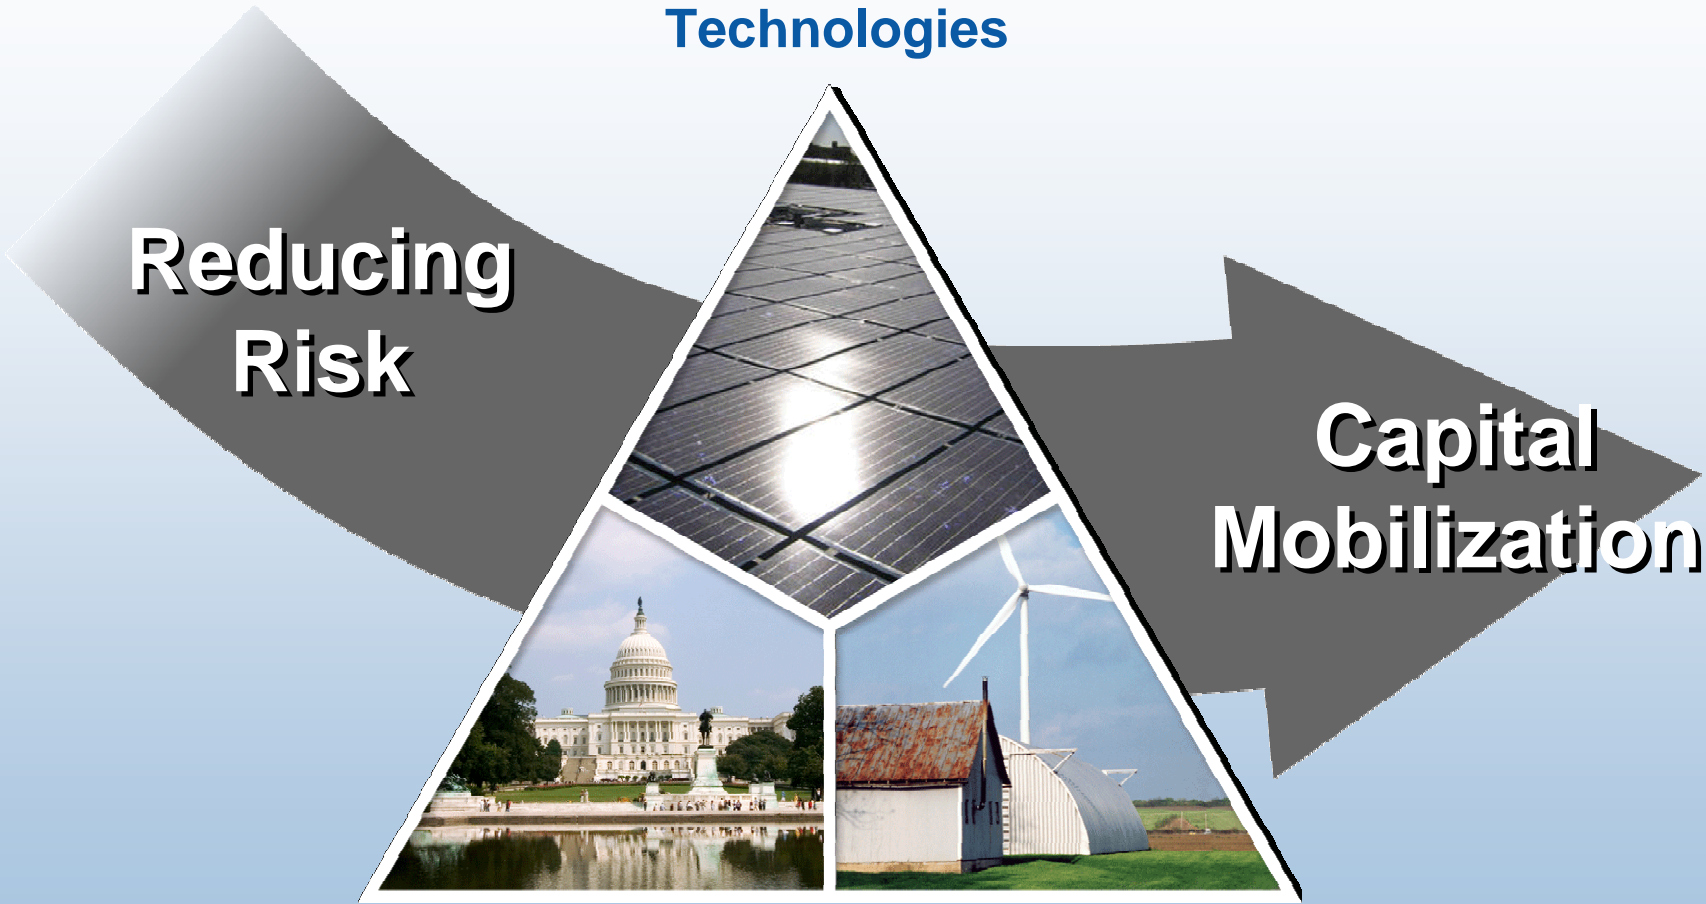 Technologies
Reducing
Risk
Capital
Mobilization